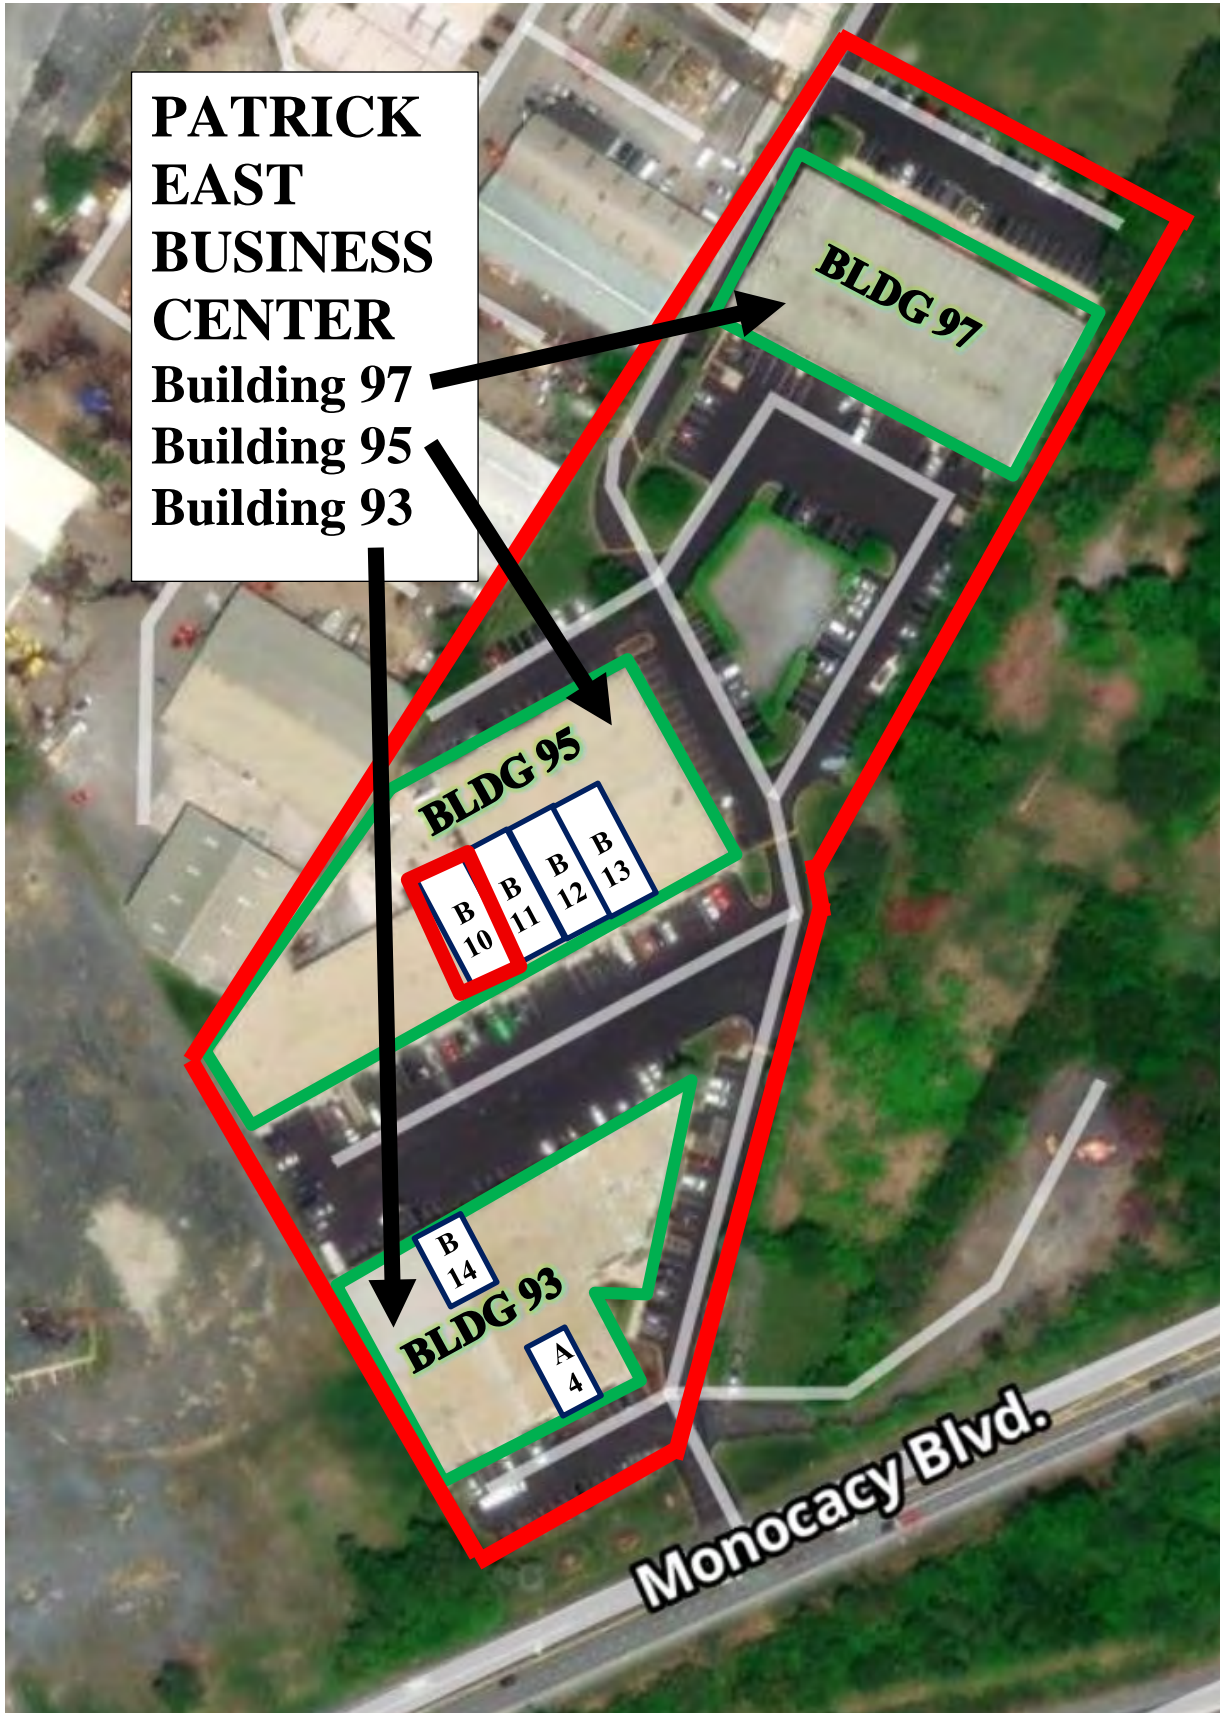 PATRICK
EAST
BUSINESS
CENTER
Building 97
Building 95
Building 93
BLDG 97
BLDG 95
B
10
B
11
B
12
B
13
B
14
BLDG 93
A
4
Monocacy Blvd.